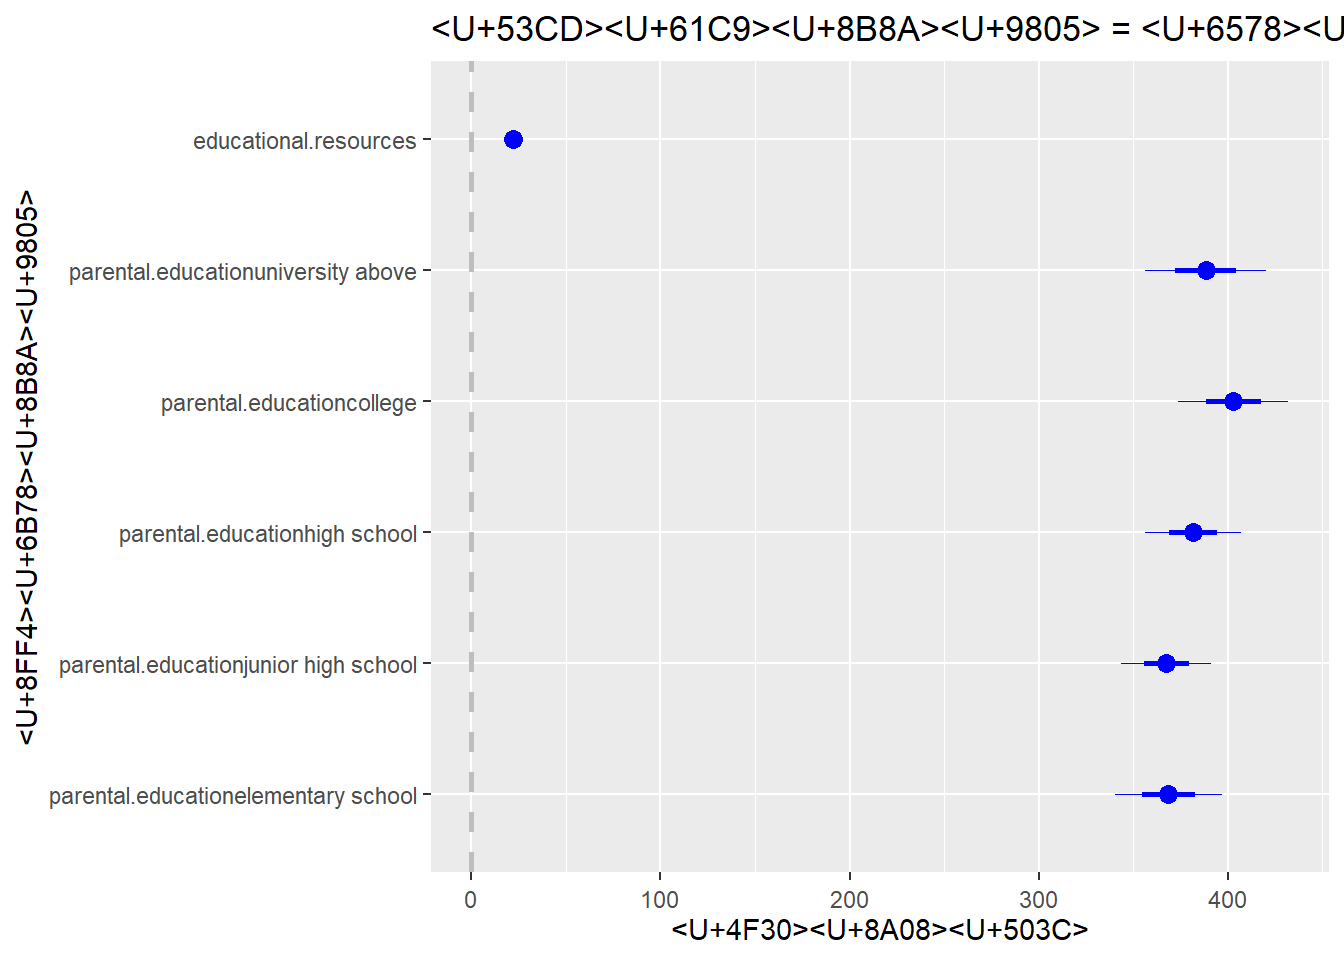 <U+53CD><U+61C9><U+8B8A><U+9805> = <U+6578><U
educational.resources
parental.educationuniversity above
parental.educationcollege
parental.educationhigh school
parental.educationjunior high school
parental.educationelementary school
<U+8FF4><U+6B78><U+8B8A><U+9805>
0 100 200 300 400
<U+4F30><U+8A08><U+503C>